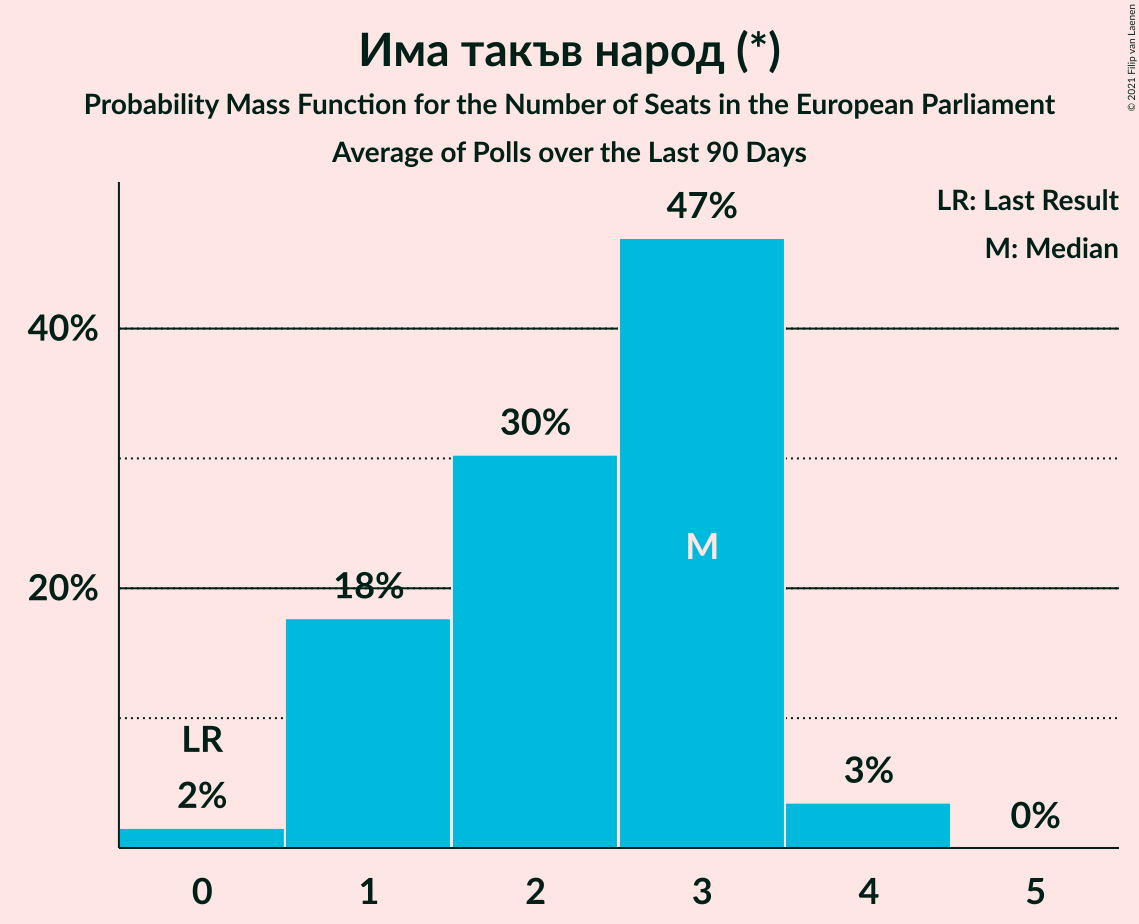 Има такъв народ (*)
Probability Mass Function for the Number of Seats in the European Parliament
Average of Polls over the Last 90 Days
© 2021 Filip van Laenen
LR: Last Result
M: Median
47%
40%
30%
M
20%
18%
LR
2%
3%
0%
0 1 2 3 4 5